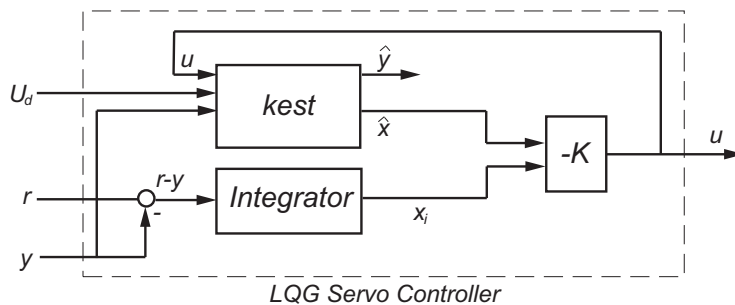 u
ŷ
U_d
kest
x̂
u
-K
r-y
r
Integrator
-
x_i
y
LQG Servo Controller